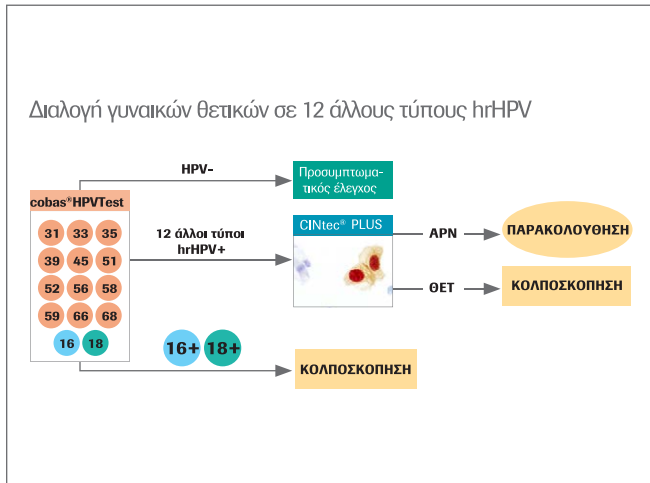 Διαλογή γυναικών θετικών σε 12 άλλους τύπους hrHPV
HPV-
Προσυμπτωμα-
τικός έλεγχος
cobas®HPVTest
31 33 35
39 45 51
52 56 58
59 66 68
16 18
12 άλλοι τύποι
hrHPV+
CINtec® PLUS
ΑΡΝ
ΠΑΡΑΚΟΛΟΥΘΗΣΗ
ΘΕΤ
ΚΟΛΠΟΣΚΟΠΗΣΗ
16+ 18+
ΚΟΛΠΟΣΚΟΠΗΣΗ